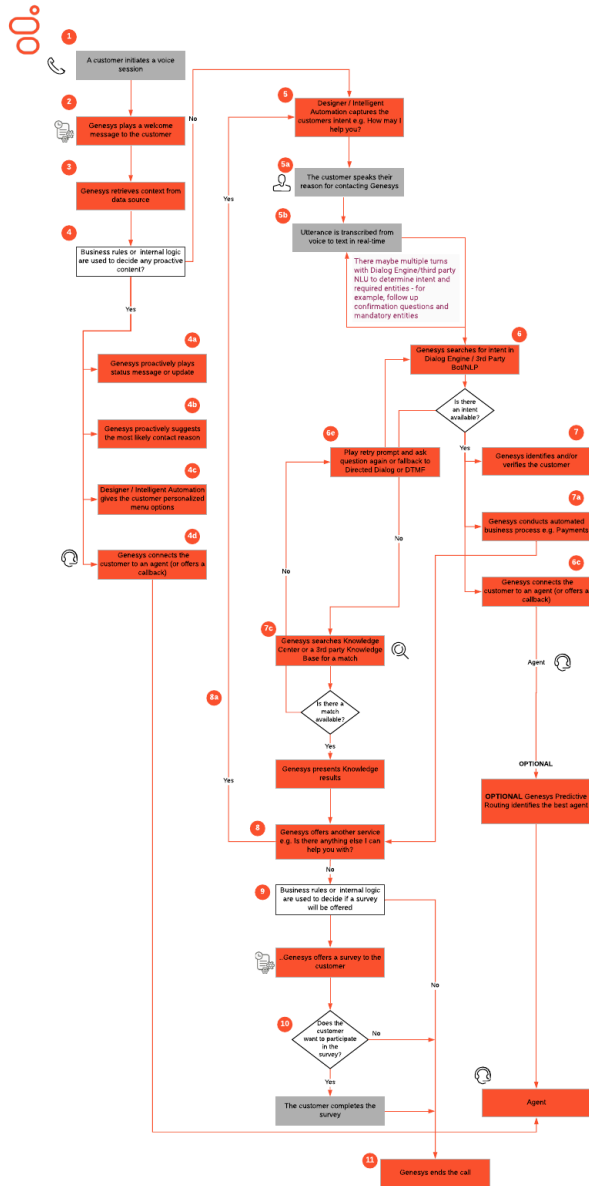 1
A customer initiates a voice
session
2
Genesys plays a welcome
message to the customer
3
Genesys retrieves context from
data source
4
Business rules or internal logic
are used to decide any proactive
content?
No
Yes
4a
Genesys proactively plays
status message or update
4b
Genesys proactively suggests
the most likely contact reason
4c
Designer / Intelligent Automation
gives the customer personalized
menu options
4d
Genesys connects the
customer to an agent (or offers a
callback)
5
Designer / Intelligent
Automation captures the
customers intent e.g. How may I
help you?
5a
The customer speaks their
reason for contacting Genesys
5b
Utterance is transcribed from
voice to text in real-time
There maybe multiple turns
with Dialog Engine/third party
NLU to determine intent and
required entities - for
example, follow up
confirmation questions and
mandatory entities
6
Genesys searches for intent in
Dialog Engine / 3rd Party
Bot/NLP
Is there
an intent
available?
Yes
No
6e
Play retry prompt and ask
question again or fallback to
Directed Dialog or DTMF
7
Genesys identifies and/or
verifies the customer
7a
Genesys conducts automated
business process e.g. Payments
6c
Genesys connects the
customer to an agent (or offers a
callback)
Agent
OPTIONAL
OPTIONAL Genesys Predictive
Routing identifies the best agent
Agent
No
7c
Genesys searches Knowledge
Center or a 3rd party Knowledge
Base for a match
Is there a
match
available?
Yes
Genesys presents Knowledge
results
8a
Yes
Yes
8
Genesys offers another service
e.g. Is there anything else I can
help you with?
No
9
Business rules or internal logic
are used to decide if a survey
will be offered
No
...Genesys offers a survey to the
customer
10
Does the
customer
want to participate
in the
survey?
No
Yes
The customer completes the
survey
11
Genesys ends the call